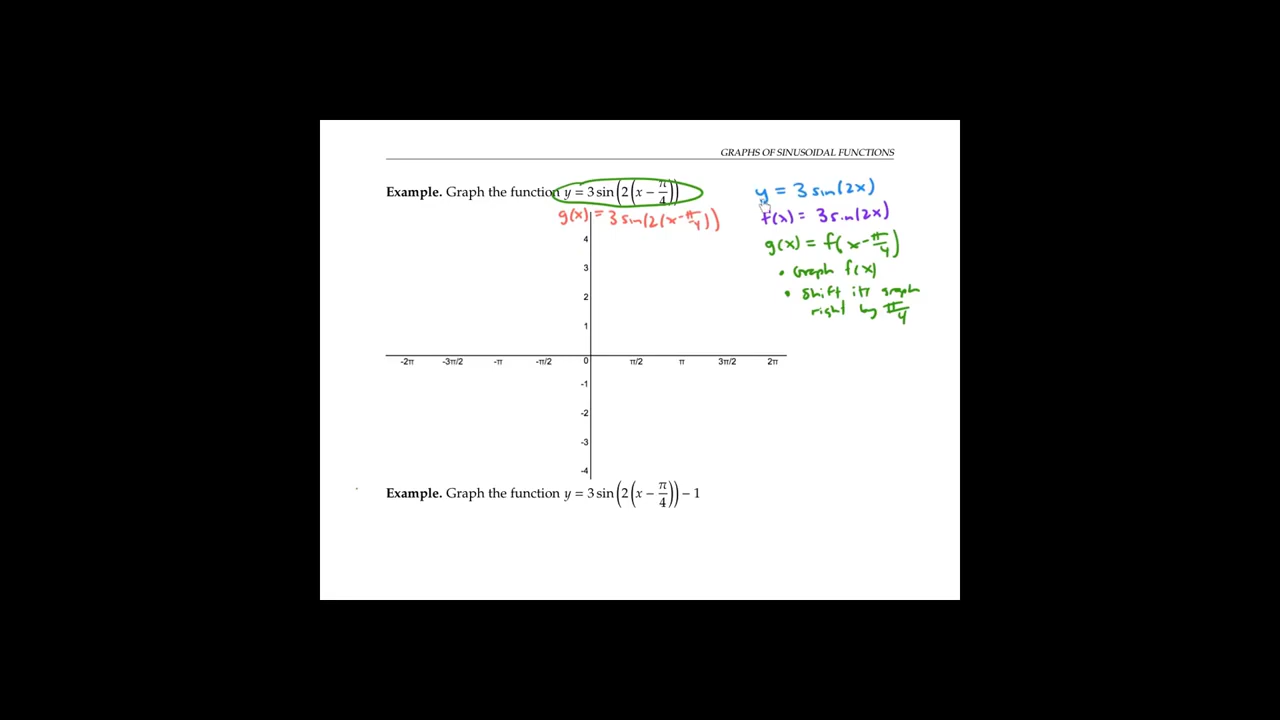 GRAPHS OF SINUSOIDAL FUNCTIONS
Example. Graph the function y = 3 sin(2(x − π/4))
y = 3 sin(2x)
g(x) = 3 sin(2(x-π/4))
f(x) = 3 sin(2x)
g(x) = f(x-π/4)
• Graph f(x)
• shift its graph
right by π/4
4
3
2
1
-2π -3π/2 -π -π/2 0 π/2 π 3π/2 2π
-1
-2
-3
-4
Example. Graph the function y = 3 sin(2(x − π/4)) − 1